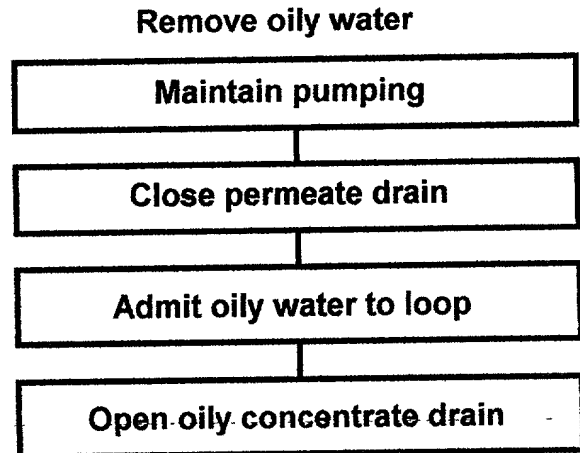 Remove oily water
Maintain pumping
Close permeate drain
Admit oily water to loop
Open oily concentrate drain